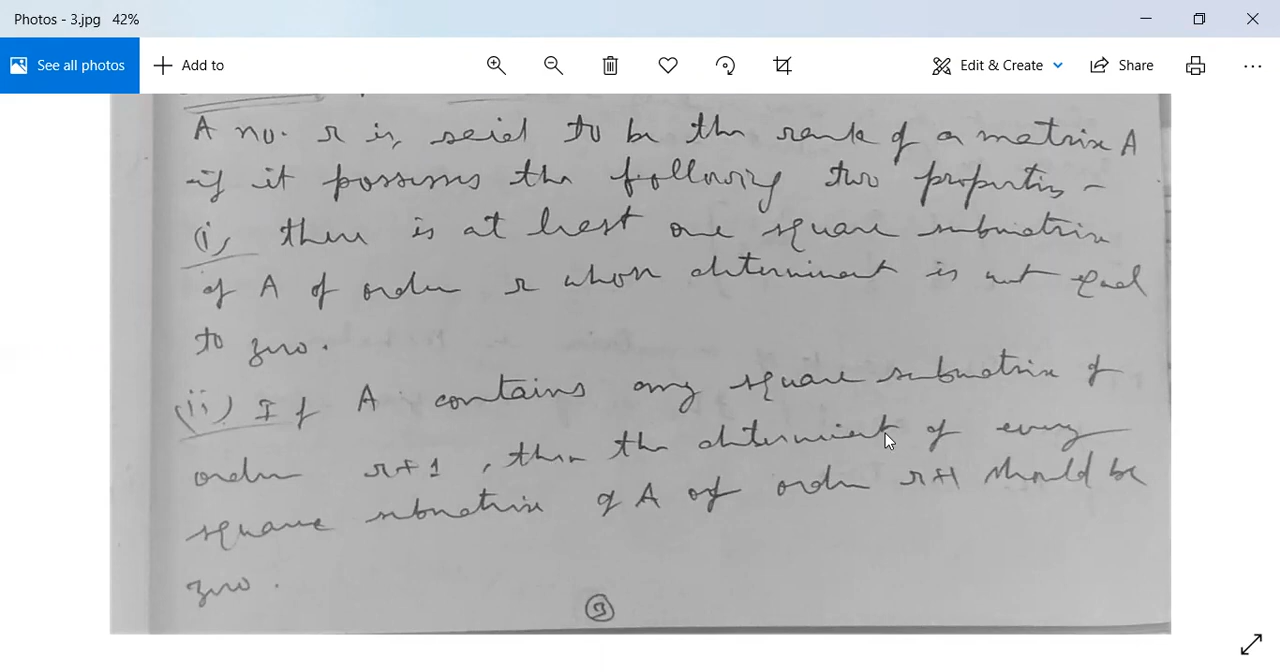 Photos - 3.jpg 42%
See all photos
Add to
Edit & Create
Share
A no. r is said to be the rank of a matrix A
if it possess the following two properties -
(i) there is at least one square submatrix
of A of order r whose determinant is not equal
to zero.
(ii) If A contains any square submatrix of
order r+1, then the determinant of every
square submatrix of A of order r+1 should be
zero.
3